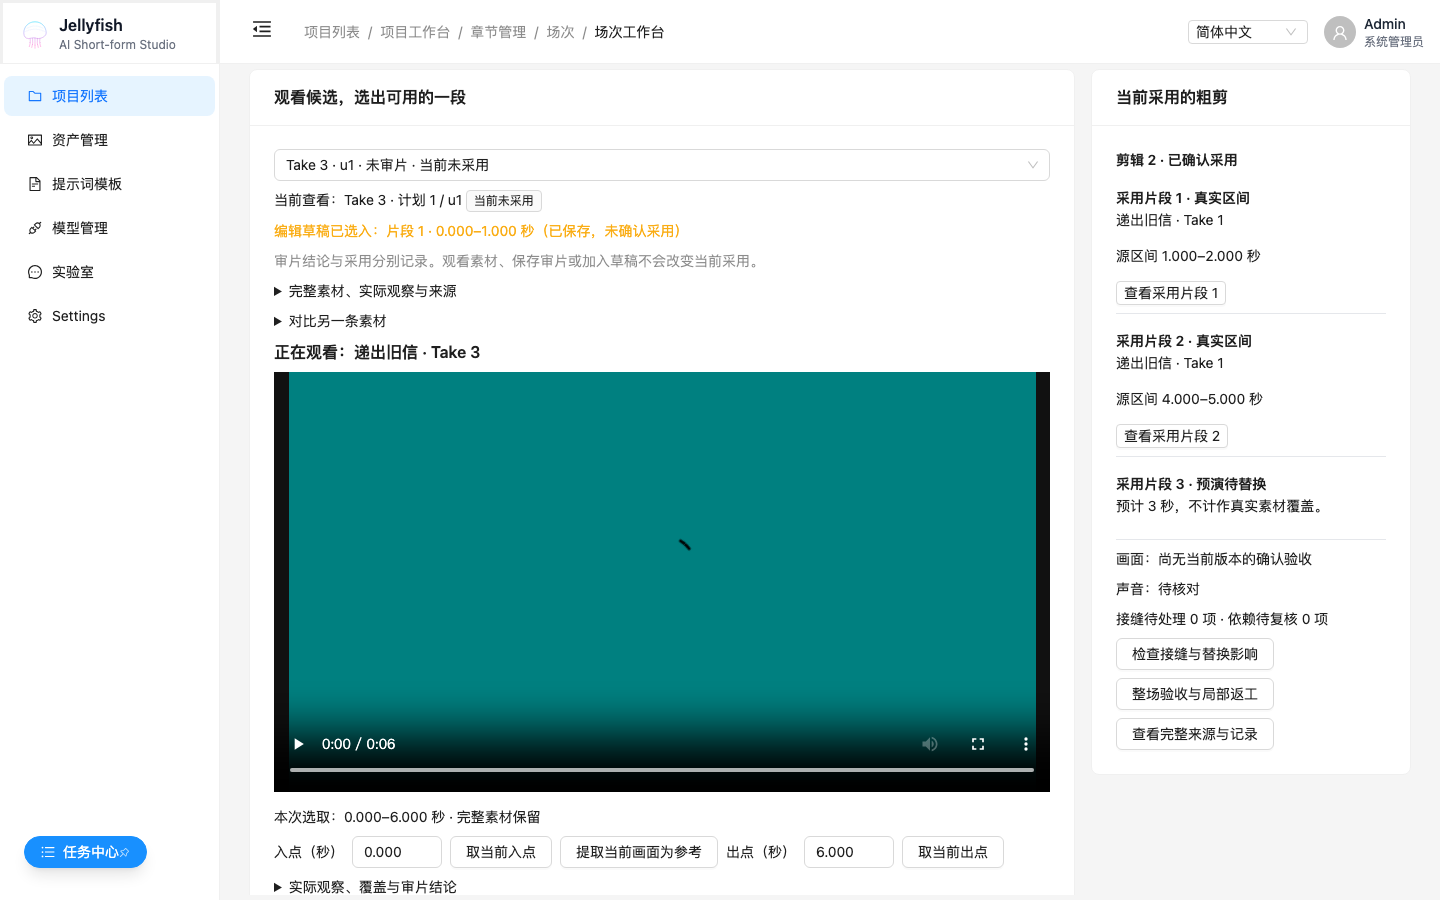 Jellyfish
AI Short-form Studio
项目列表
资产管理
提示词模板
模型管理
实验室
Settings
任务中心
项目列表 / 项目工作台 / 章节管理 / 场次 / 场次工作台
简体中文
Admin
系统管理员
观看候选，选出可用的一段
Take 3 · u1 · 未审片 · 当前未采用
当前查看：Take 3 · 计划 1 / u1 当前未采用
编辑草稿已选入：片段 1 · 0.000–1.000 秒（已保存，未确认采用）
审片结论与采用分别记录。观看素材、保存审片或加入草稿不会改变当前采用。
完整素材、实际观察与来源
对比另一条素材
正在观看：递出旧信 · Take 3
0:00 / 0:06
本次选取：0.000–6.000 秒 · 完整素材保留
入点（秒） 0.000 取当前入点 提取当前画面为参考 出点（秒） 6.000 取当前出点
实际观察、覆盖与审片结论
当前采用的粗剪
剪辑 2 · 已确认采用
采用片段 1 · 真实区间
递出旧信 · Take 1
源区间 1.000–2.000 秒
查看采用片段 1
采用片段 2 · 真实区间
递出旧信 · Take 1
源区间 4.000–5.000 秒
查看采用片段 2
采用片段 3 · 预演待替换
预计 3 秒，不计作真实素材覆盖。
画面：尚无当前版本的确认验收
声音：待核对
接缝待处理 0 项 · 依赖待复核 0 项
检查接缝与替换影响
整场验收与局部返工
查看完整来源与记录